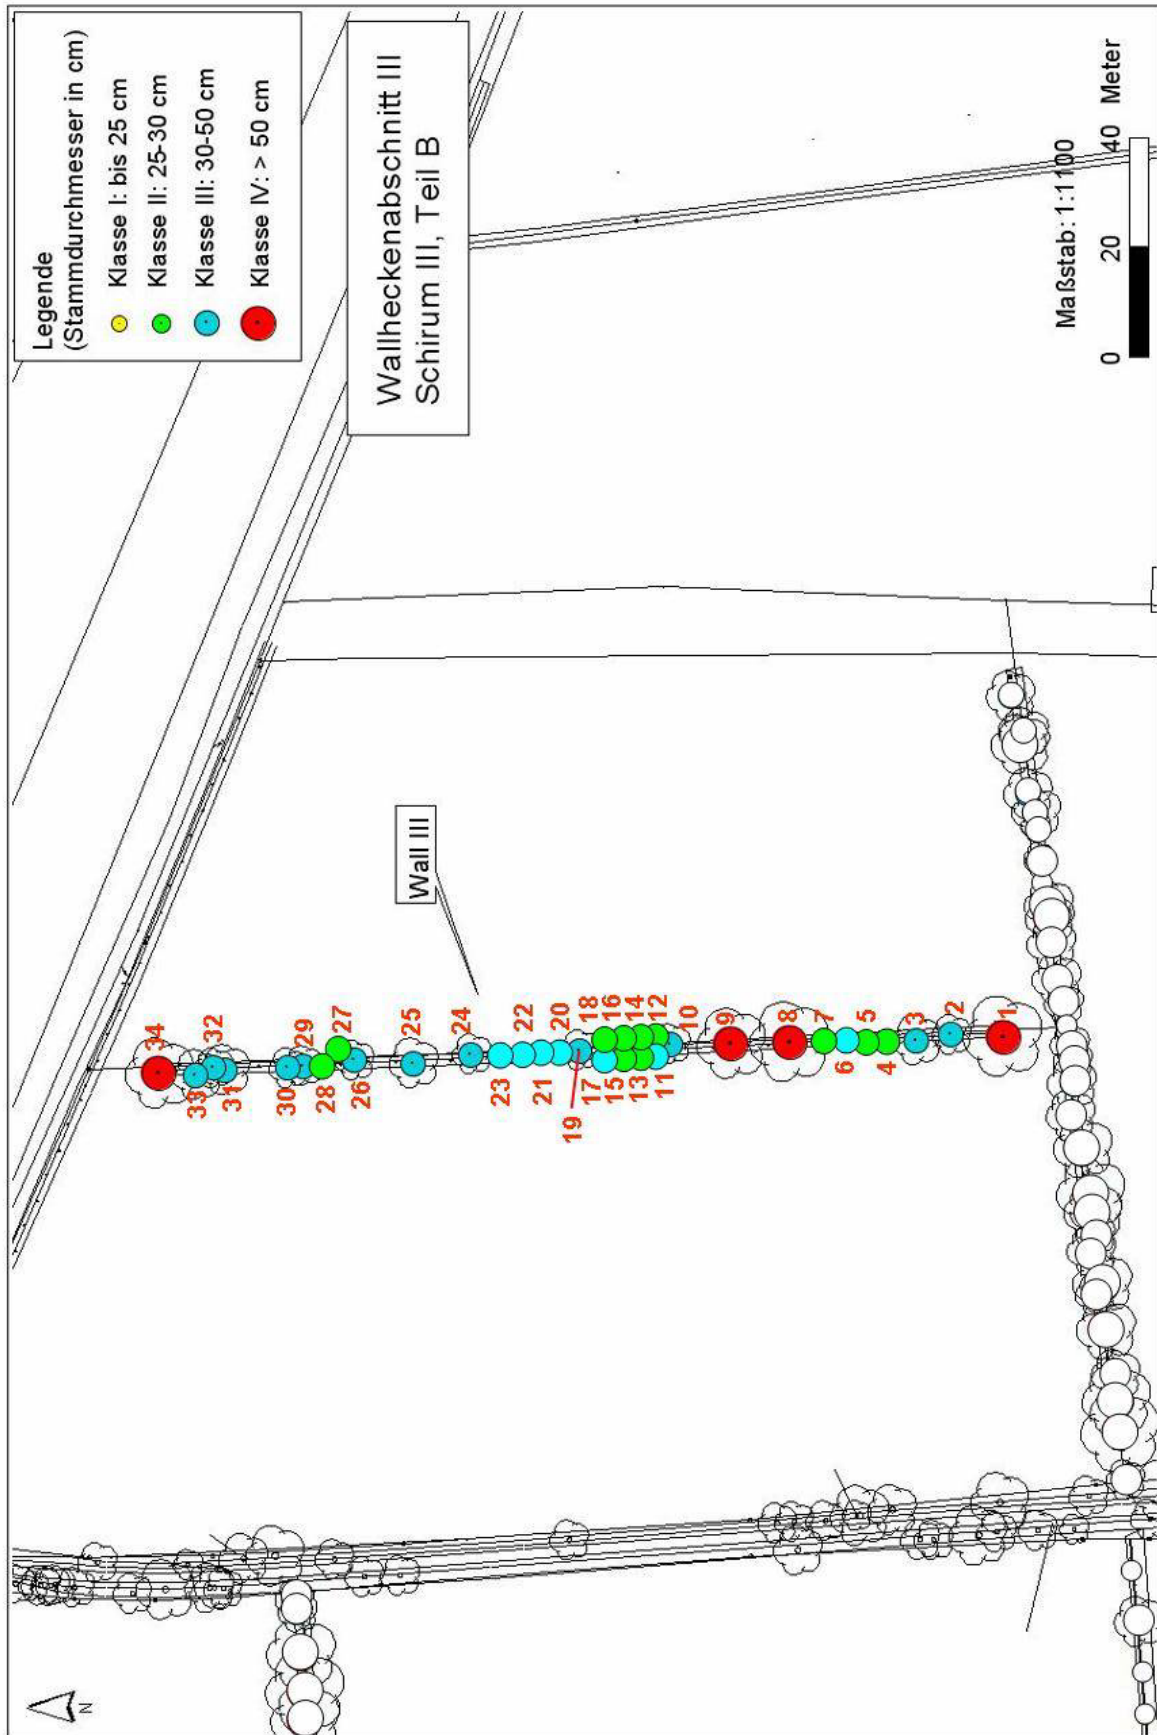 Legende
(Stammdurchmesser in cm)
Klasse I: bis 25 cm
Klasse II: 25-30 cm
Klasse III: 30-50 cm
Klasse IV: > 50 cm
Wallheckenabschnitt III
Schirum III, Teil B
Wall III
34
33
32
31
30
29
28
27
26
25
24
23
22
21
20
19
18
17
16
15
14
13
12
11
10
9
8
7
6
5
4
3
2
1
Maßstab: 1:1100
0 20 40 Meter
N